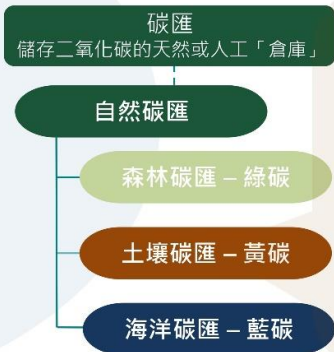 碳匯
儲存二氧化碳的天然或人工「倉庫」
自然碳匯
森林碳匯 – 綠碳
土壤碳匯 – 黃碳
海洋碳匯 – 藍碳